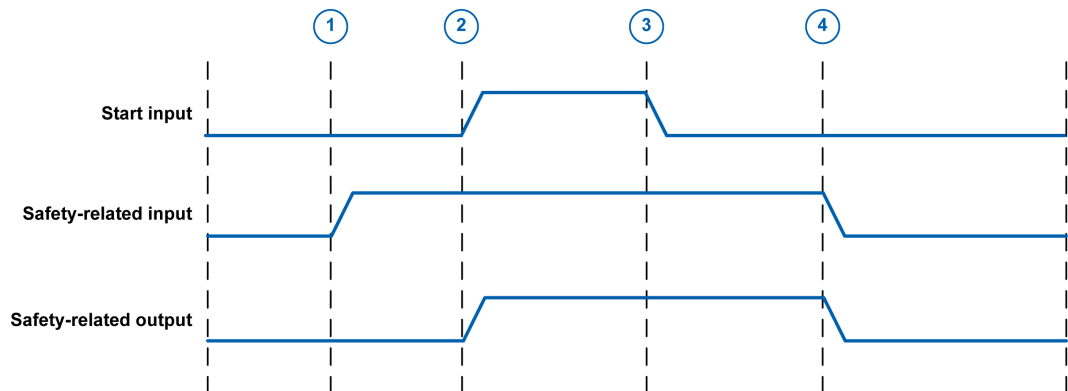 1 2 3 4
Start input
Safety-related input
Safety-related output